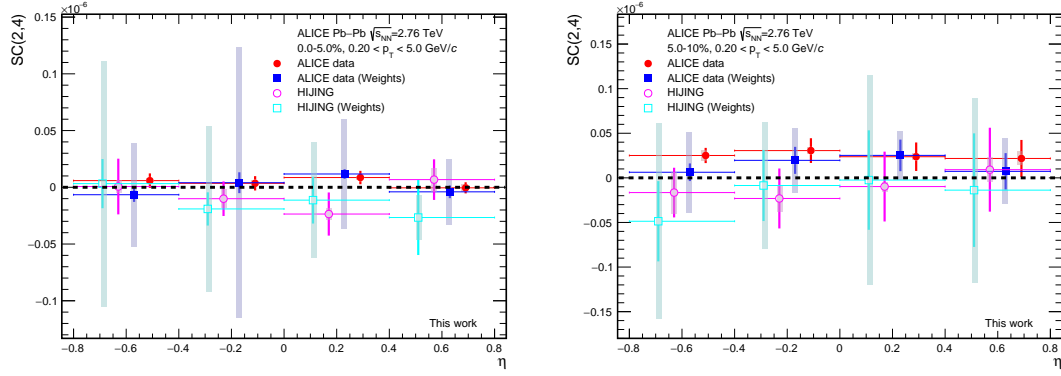 ×10⁻⁶
SC(2,4)
ALICE Pb–Pb √sNN=2.76 TeV
0.0-5.0%, 0.20 < pT < 5.0 GeV/c
ALICE data
ALICE data (Weights)
HIJING
HIJING (Weights)
0.15
0.1
0.05
0
−0.05
−0.1
This work
−0.8 −0.6 −0.4 −0.2 0 0.2 0.4 0.6 0.8
η
×10⁻⁶
SC(2,4)
ALICE Pb–Pb √sNN=2.76 TeV
5.0-10%, 0.20 < pT < 5.0 GeV/c
ALICE data
ALICE data (Weights)
HIJING
HIJING (Weights)
0.15
0.1
0.05
0
−0.05
−0.1
−0.15
This work
−0.8 −0.6 −0.4 −0.2 0 0.2 0.4 0.6 0.8
η